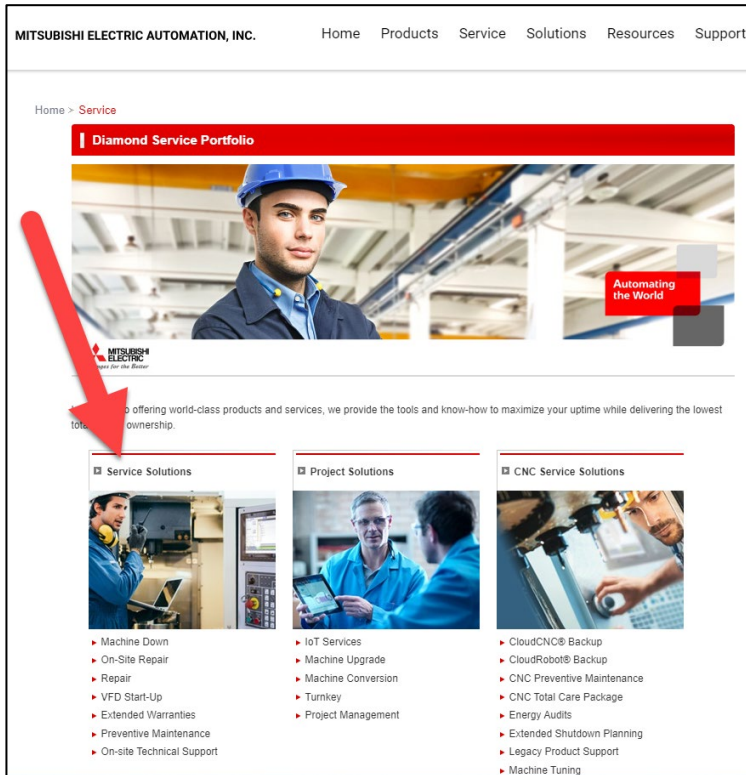 MITSUBISHI ELECTRIC AUTOMATION, INC.
Home Products Service Solutions Resources Support
Home > Service
Diamond Service Portfolio
Automating
the World
MITSUBISHI
ELECTRIC
for the Better
offering world-class products and services, we provide the tools and know-how to maximize your uptime while delivering the lowest
ownership.
Service Solutions
Machine Down
On-Site Repair
Repair
VFD Start-Up
Extended Warranties
Preventive Maintenance
On-site Technical Support
Project Solutions
IoT Services
Machine Upgrade
Machine Conversion
Turnkey
Project Management
CNC Service Solutions
CloudCNC® Backup
CloudRobot® Backup
CNC Preventive Maintenance
CNC Total Care Package
Energy Audits
Extended Shutdown Planning
Legacy Product Support
Machine Tuning